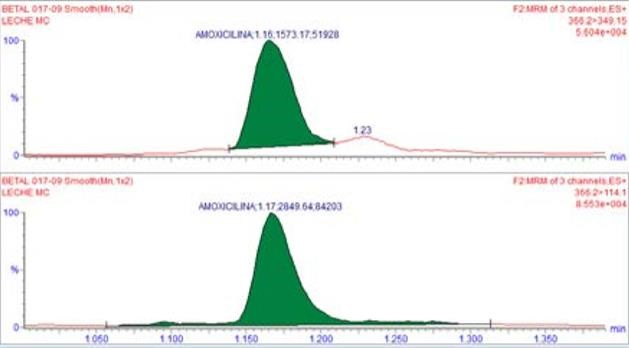 BETAL 017-09 Smooth(Mn,1x2)
LECHE MC
F2:MRM of 3 channels,ES+
366.2>349.15
5.604e+004
AMOXICILINA;1.16;1573.17;51928
100
%
0
1.23
min
BETAL 017-09 Smooth(Mn,1x2)
LECHE MC
F2:MRM of 3 channels,ES+
366.2>114.1
8.553e+004
AMOXICILINA;1.17;2849.64;84203
100
%
0
min
1.050 1.100 1.150 1.200 1.250 1.300 1.350